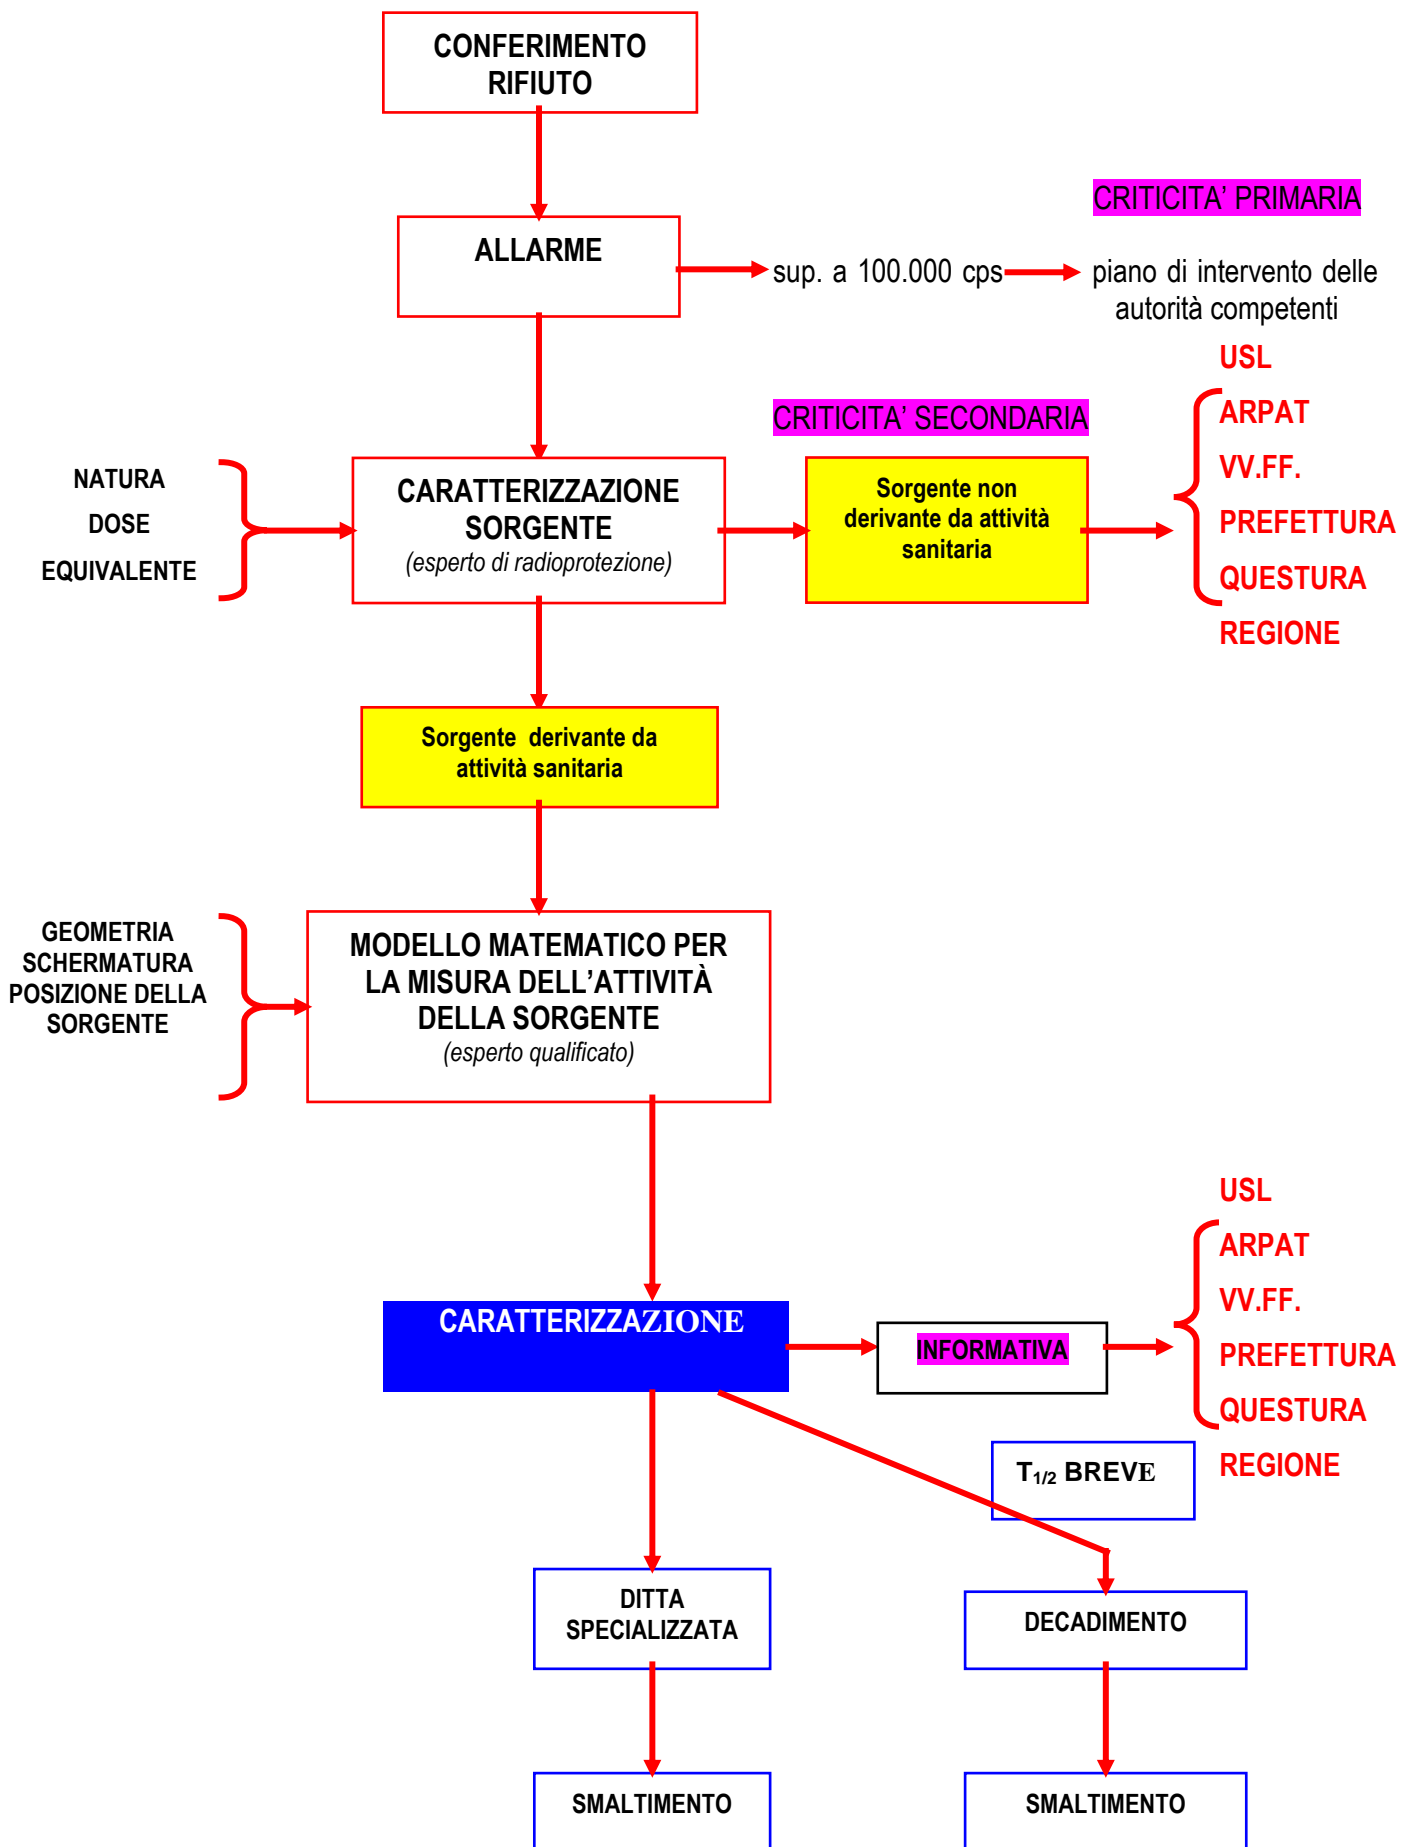 CONFERIMENTO
RIFIUTO
CRITICITA’ PRIMARIA
ALLARME
sup. a 100.000 cps
piano di intervento delle
autorità competenti
USL
ARPAT
VV.FF.
PREFETTURA
QUESTURA
REGIONE
CRITICITA’ SECONDARIA
NATURA
DOSE
EQUIVALENTE
CARATTERIZZAZIONE
SORGENTE
(esperto di radioprotezione)
Sorgente non
derivante da attività
sanitaria
Sorgente derivante da
attività sanitaria
GEOMETRIA
SCHERMATURA
POSIZIONE DELLA
SORGENTE
MODELLO MATEMATICO PER
LA MISURA DELL’ATTIVITÀ
DELLA SORGENTE
(esperto qualificato)
CARATTERIZZAZIONE
INFORMATIVA
USL
ARPAT
VV.FF.
PREFETTURA
QUESTURA
REGIONE
T1/2 BREVE
DITTA
SPECIALIZZATA
DECADIMENTO
SMALTIMENTO
SMALTIMENTO